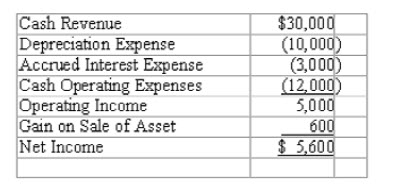 Cash Revenue $30,000
Depreciation Expense (10,000)
Accrued Interest Expense (3,000)
Cash Operating Expenses (12,000)
Operating Income 5,000
Gain on Sale of Asset 600
Net Income $ 5,600